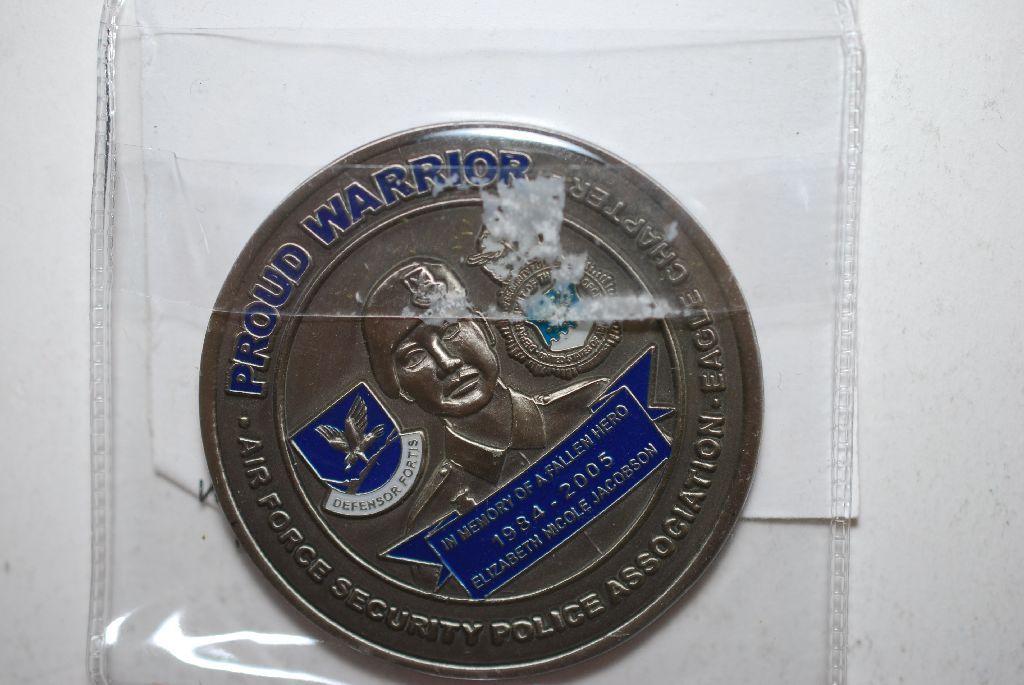 PROUD WARRIOR
EAGLE CHAPTER
· AIR FORCE SECURITY POLICE ASSOCIATION ·
DEFENSOR FORTIS
IN MEMORY OF A FALLEN HERO
1984 - 2005
ELIZABETH NICOLE JACOBSON